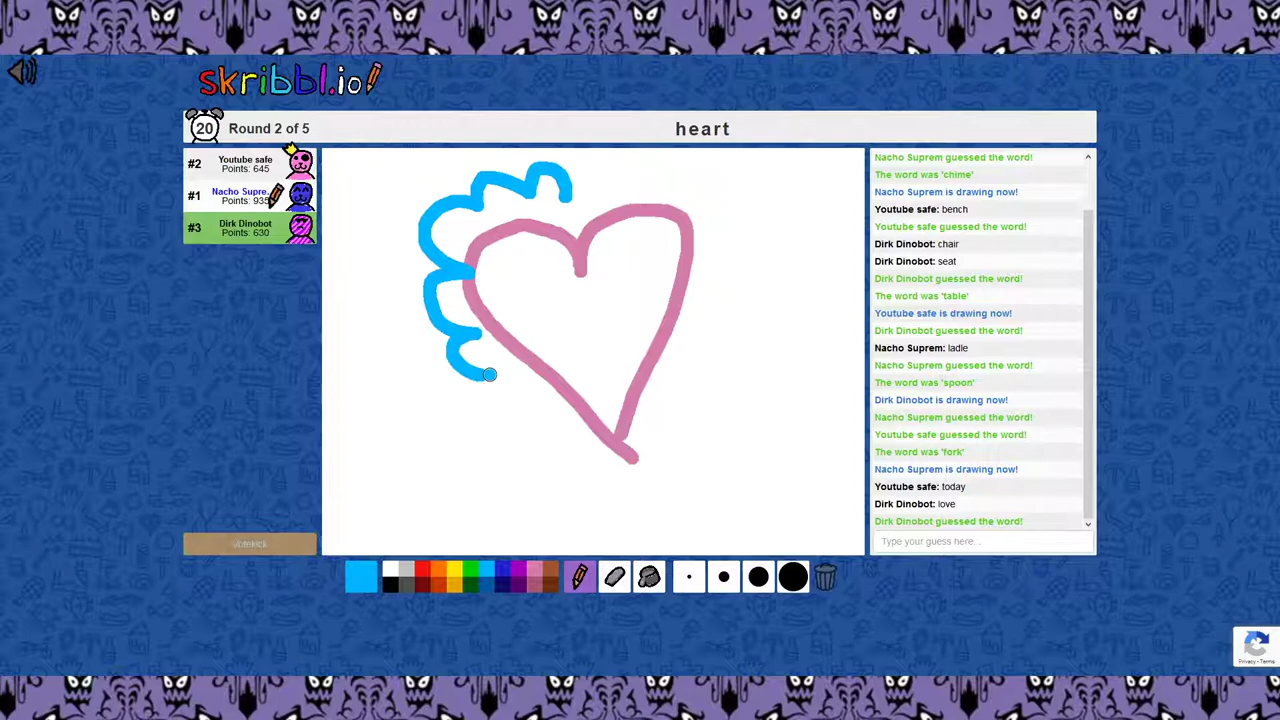 skribbl.io
20
Round 2 of 5
heart
#2
Youtube safe
Points: 645
#1
Nacho Supre...
Points: 935
#3
Dirk Dinobot
Points: 630
Votekick
Nacho Suprem guessed the word!
The word was 'chime'
Nacho Suprem is drawing now!
Youtube safe: bench
Youtube safe guessed the word!
Dirk Dinobot: chair
Dirk Dinobot: seat
Dirk Dinobot guessed the word!
The word was 'table'
Youtube safe is drawing now!
Dirk Dinobot guessed the word!
Nacho Suprem: ladle
Nacho Suprem guessed the word!
The word was 'spoon'
Dirk Dinobot is drawing now!
Nacho Suprem guessed the word!
Youtube safe guessed the word!
The word was 'fork'
Nacho Suprem is drawing now!
Youtube safe: today
Dirk Dinobot: love
Dirk Dinobot guessed the word!
Type your guess here...
Privacy - Terms